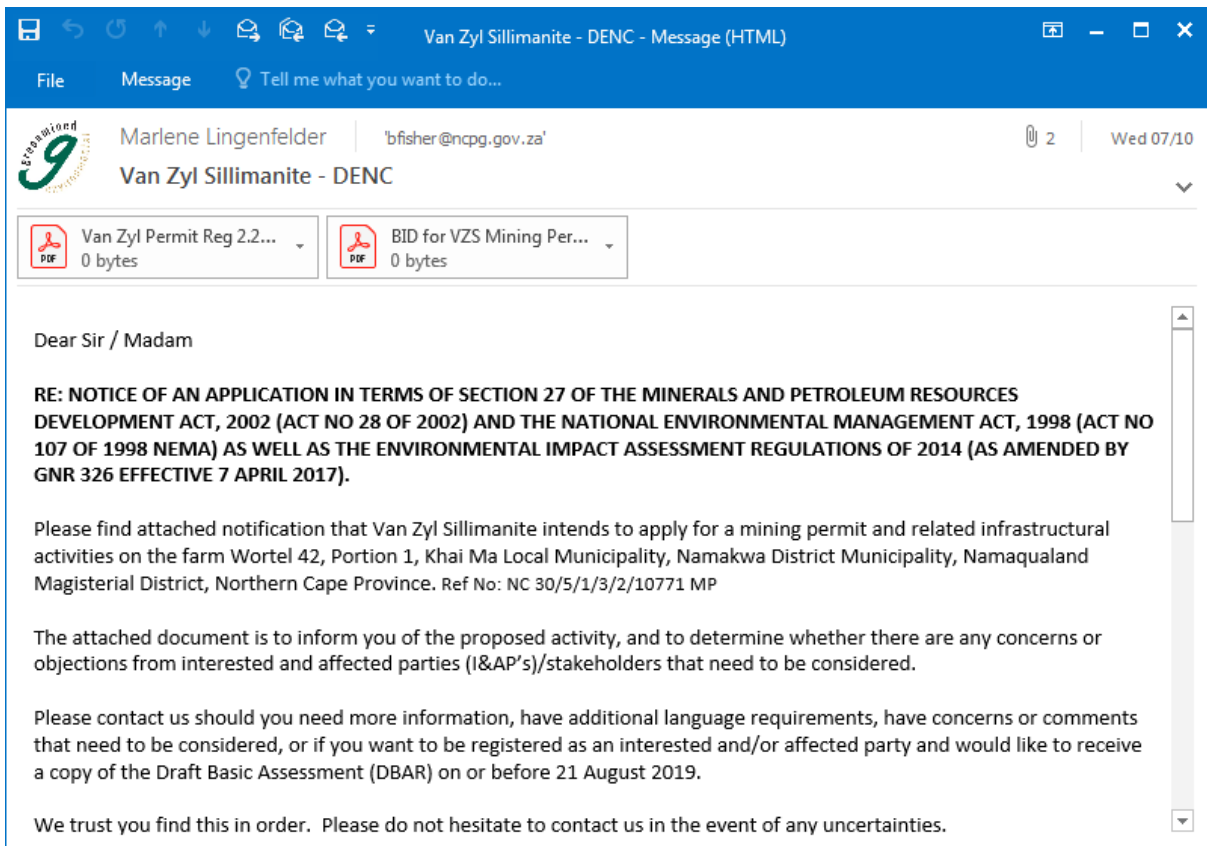 Van Zyl Sillimanite - DENC - Message (HTML)
File Message Tell me what you want to do...
greenmined
Marlene Lingenfelder 'bfisher@ncpg.gov.za' 2 Wed 07/10
Van Zyl Sillimanite - DENC
Van Zyl Permit Reg 2.2... BID for VZS Mining Per...
PDF 0 bytes PDF 0 bytes
Dear Sir / Madam
RE: NOTICE OF AN APPLICATION IN TERMS OF SECTION 27 OF THE MINERALS AND PETROLEUM RESOURCES
DEVELOPMENT ACT, 2002 (ACT NO 28 OF 2002) AND THE NATIONAL ENVIRONMENTAL MANAGEMENT ACT, 1998 (ACT NO
107 OF 1998 NEMA) AS WELL AS THE ENVIRONMENTAL IMPACT ASSESSMENT REGULATIONS OF 2014 (AS AMENDED BY
GNR 326 EFFECTIVE 7 APRIL 2017).
Please find attached notification that Van Zyl Sillimanite intends to apply for a mining permit and related infrastructural
activities on the farm Wortel 42, Portion 1, Khai Ma Local Municipality, Namakwa District Municipality, Namaqualand
Magisterial District, Northern Cape Province. Ref No: NC 30/5/1/3/2/10771 MP
The attached document is to inform you of the proposed activity, and to determine whether there are any concerns or
objections from interested and affected parties (I&AP's)/stakeholders that need to be considered.
Please contact us should you need more information, have additional language requirements, have concerns or comments
that need to be considered, or if you want to be registered as an interested and/or affected party and would like to receive
a copy of the Draft Basic Assessment (DBAR) on or before 21 August 2019.
We trust you find this in order.  Please do not hesitate to contact us in the event of any uncertainties.